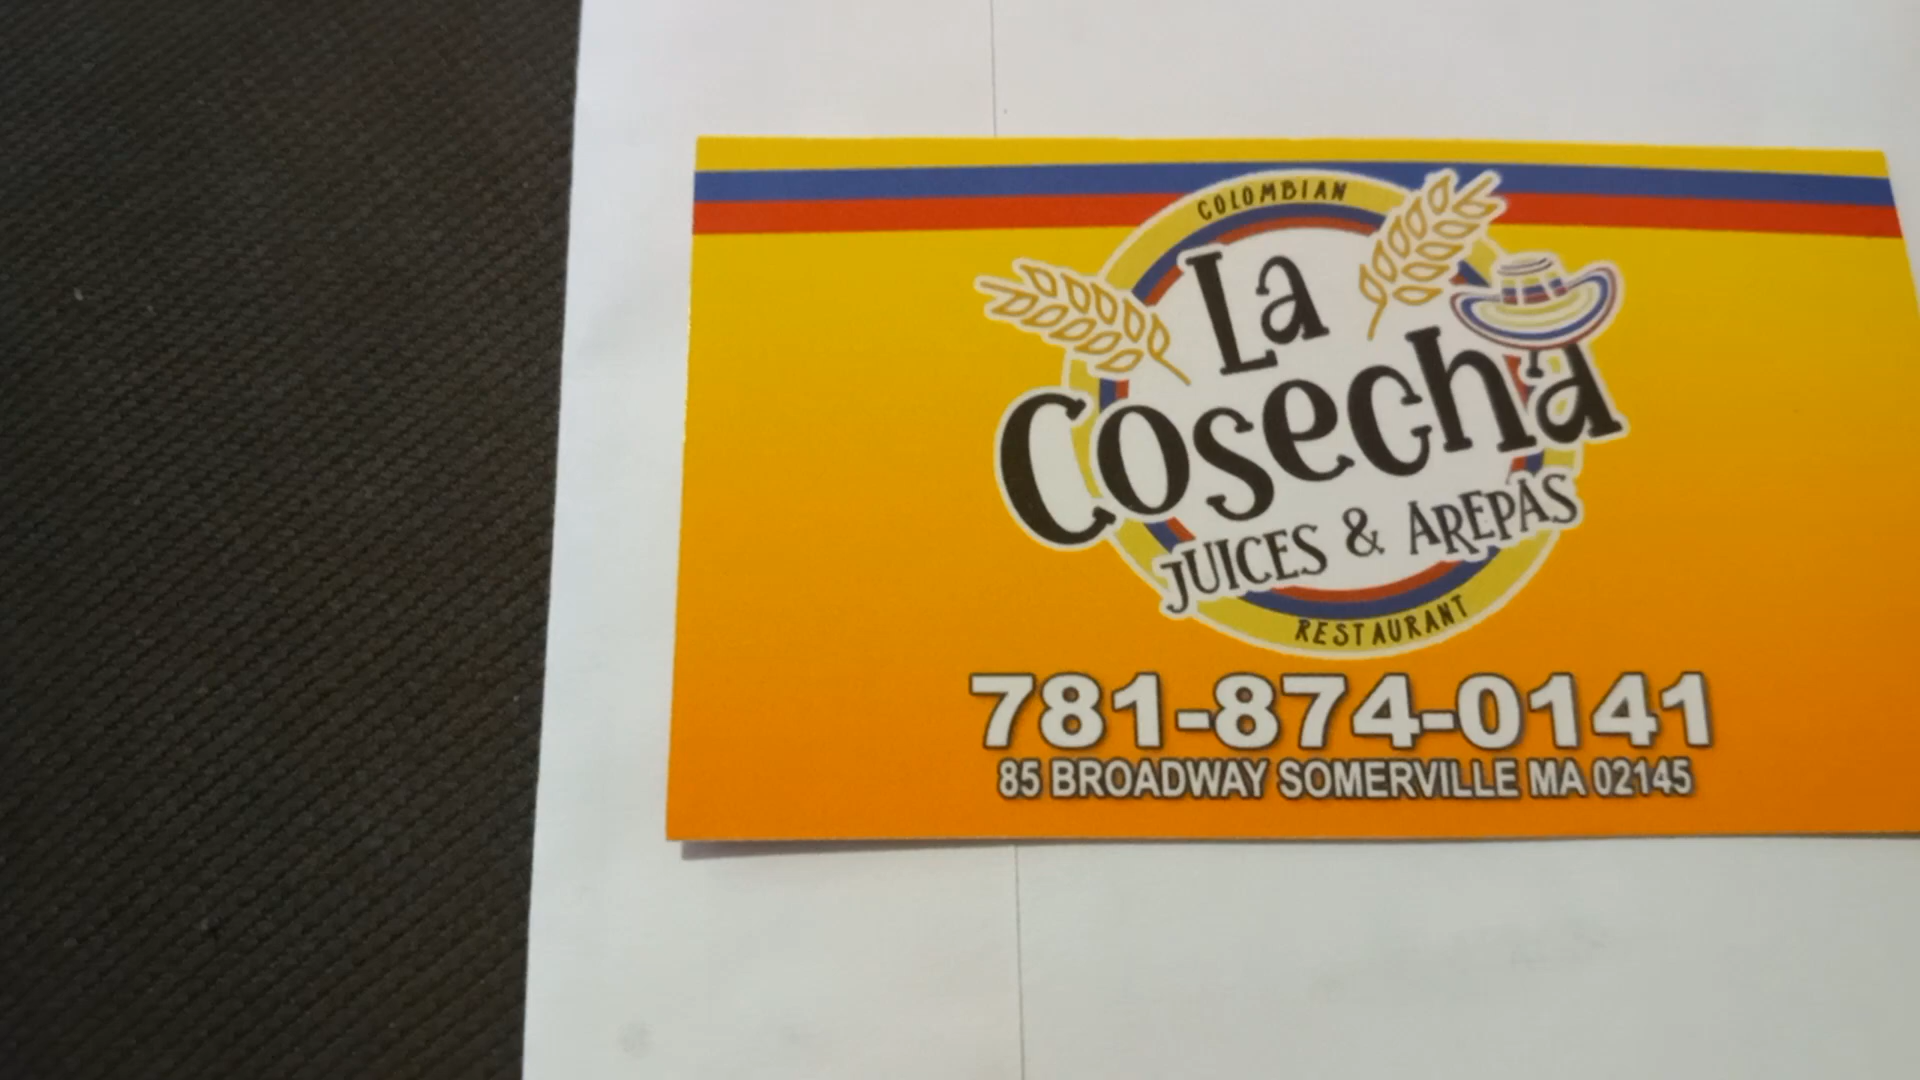 COLOMBIAN
La
Cosecha
JUICES & AREPAS
RESTAURANT
781-874-0141
85 BROADWAY SOMERVILLE MA 02145